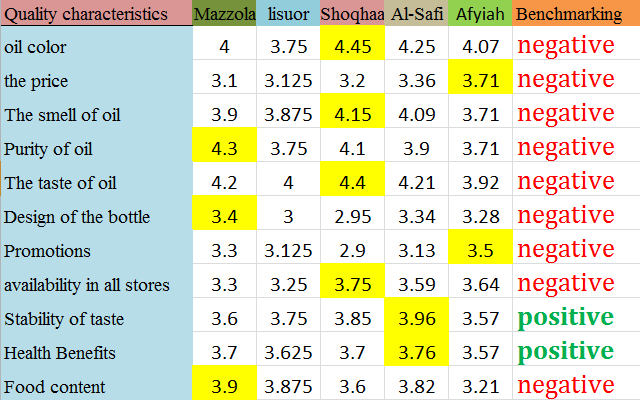 Quality characteristics Mazzola lisuor Shoqhaa Al-Safi Afyiah Benchmarking
oil color 4 3.75 4.45 4.25 4.07 negative
the price 3.1 3.125 3.2 3.36 3.71 negative
The smell of oil 3.9 3.875 4.15 4.09 3.71 negative
Purity of oil 4.3 3.75 4.1 3.9 3.71 negative
The taste of oil 4.2 4 4.4 4.21 3.92 negative
Design of the bottle 3.4 3 2.95 3.34 3.28 negative
Promotions 3.3 3.125 2.9 3.13 3.5 negative
availability in all stores 3.3 3.25 3.75 3.59 3.64 negative
Stability of taste 3.6 3.75 3.85 3.96 3.57 positive
Health Benefits 3.7 3.625 3.7 3.76 3.57 positive
Food content 3.9 3.875 3.6 3.82 3.21 negative